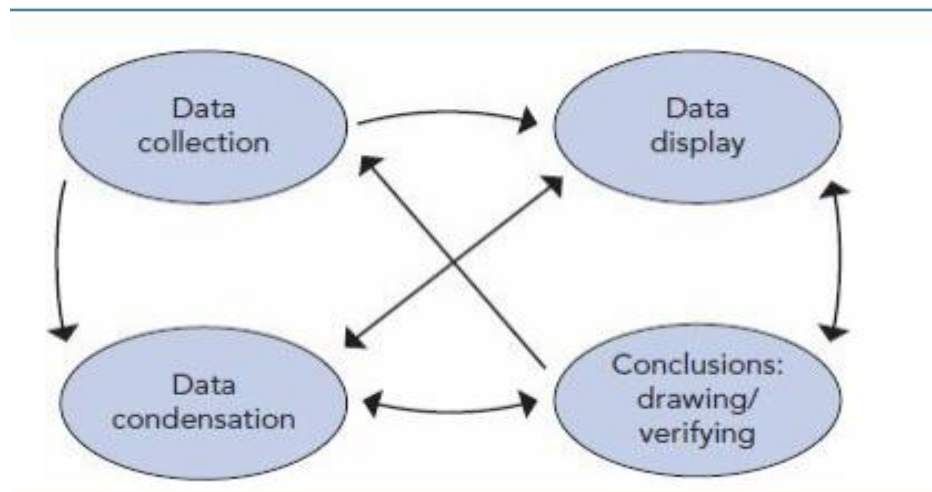 Data
collection
Data
display
Data
condensation
Conclusions:
drawing/
verifying